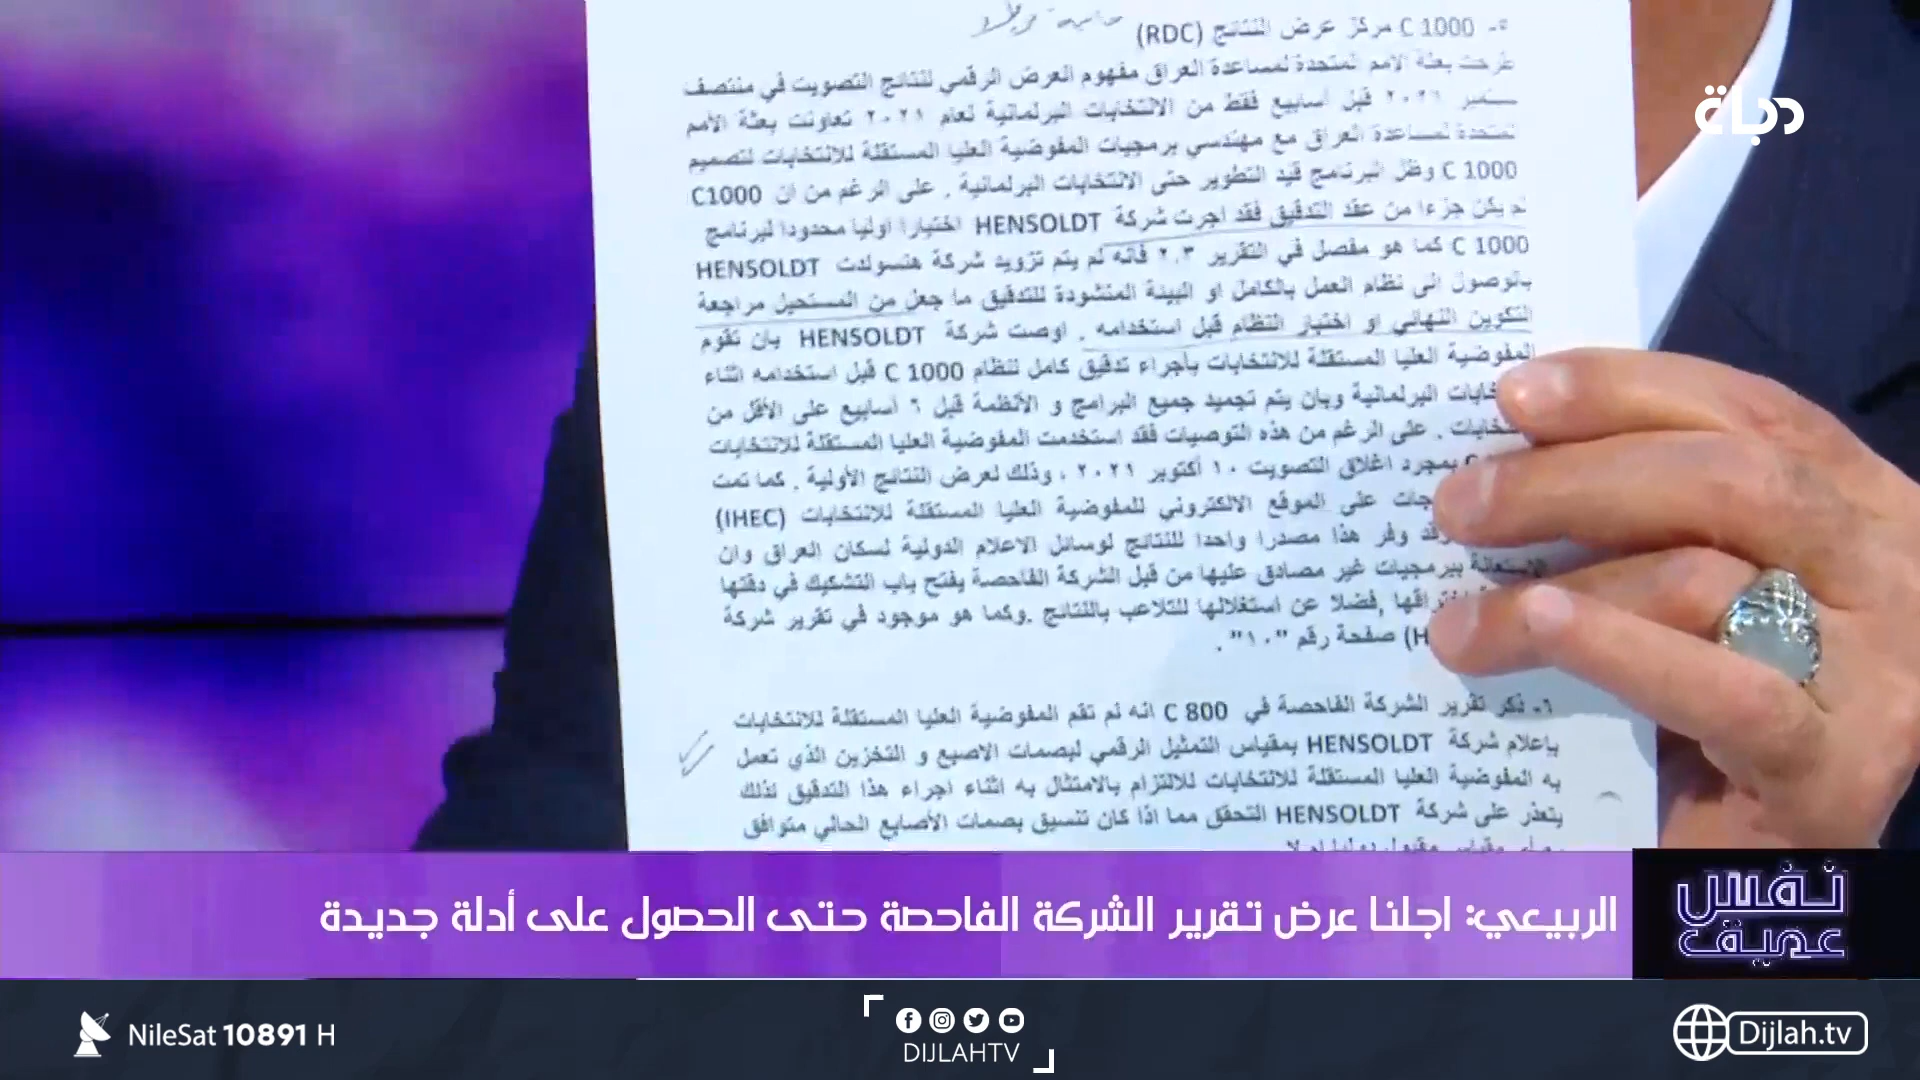 ٥- C 1000 مركز عرض النتائج (RDC)
طرحت بعثة الامم المتحدة لمساعدة العراق مفهوم العرض الرقمي لنتائج التصويت في منتصف
٢٠٢١ قبل أسابيع فقط من الانتخابات البرلمانية لعام ٢٠٢١ تعاونت بعثة الأمم
المتحدة لمساعدة العراق مع مهندسي برمجيات المفوضية العليا المستقلة للانتخابات لتصميم
C 1000 وظل البرنامج قيد التطوير حتى الانتخابات البرلمانية . على الرغم من ان C1000
لم يكن جزءا من عقد التدقيق فقد اجرت شركة HENSOLDT اختبارا اوليا محدودا لبرنامج
C 1000 كما هو مفصل في التقرير ٢.٣ فانه لم يتم تزويد شركة هنسولدت HENSOLDT
بالوصول الى نظام العمل بالكامل او البيئة المنشودة للتدقيق ما جعل من المستحيل مراجعة
التكوين النهائي او اختبار النظام قبل استخدامه . اوصت شركة HENSOLDT بان تقوم
المفوضية العليا المستقلة للانتخابات بأجراء تدقيق كامل لنظام C 1000 قبل استخدامه اثناء
البرلمانية وبان يتم تجميد جميع البرامج و الأنظمة قبل ٦ أسابيع على الأقل من
. على الرغم من هذه التوصيات فقد استخدمت المفوضية العليا المستقلة للانتخابات
بمجرد اغلاق التصويت ١٠ أكتوبر ٢٠٢١ ، وذلك لعرض النتائج الأولية . كما تمت
على الموقع الالكتروني للمفوضية العليا المستقلة للانتخابات (IHEC)
وفر هذا مصدرا واحدا للنتائج لوسائل الاعلام الدولية لسكان العراق وان
الاستعانة ببرمجيات غير مصادق عليها من قبل الشركة الفاحصة يفتح باب التشكيك في دقتها
,فضلا عن استغلالها للتلاعب بالنتائج .وكما هو موجود في تقرير شركة
صفحة رقم "١٠" .
٦- ذكر تقرير الشركة الفاحصة في C 800 انه لم تقم المفوضية العليا المستقلة للانتخابات
بإعلام شركة HENSOLDT بمقياس التمثيل الرقمي لبصمات الاصبع و التخزين الذي تعمل
به المفوضية العليا المستقلة للانتخابات للالتزام بالامتثال به اثناء اجراء هذا التدقيق لذلك
يتعذر على شركة HENSOLDT التحقق مما اذا كان تنسيق بصمات الأصابع الحالي متوافق
دجلة
الربيعي: اجلنا عرض تقرير الشركة الفاحصة حتى الحصول على أدلة جديدة
نفس
عميق
NileSat 10891 H
DIJLAHTV
Dijlah.tv